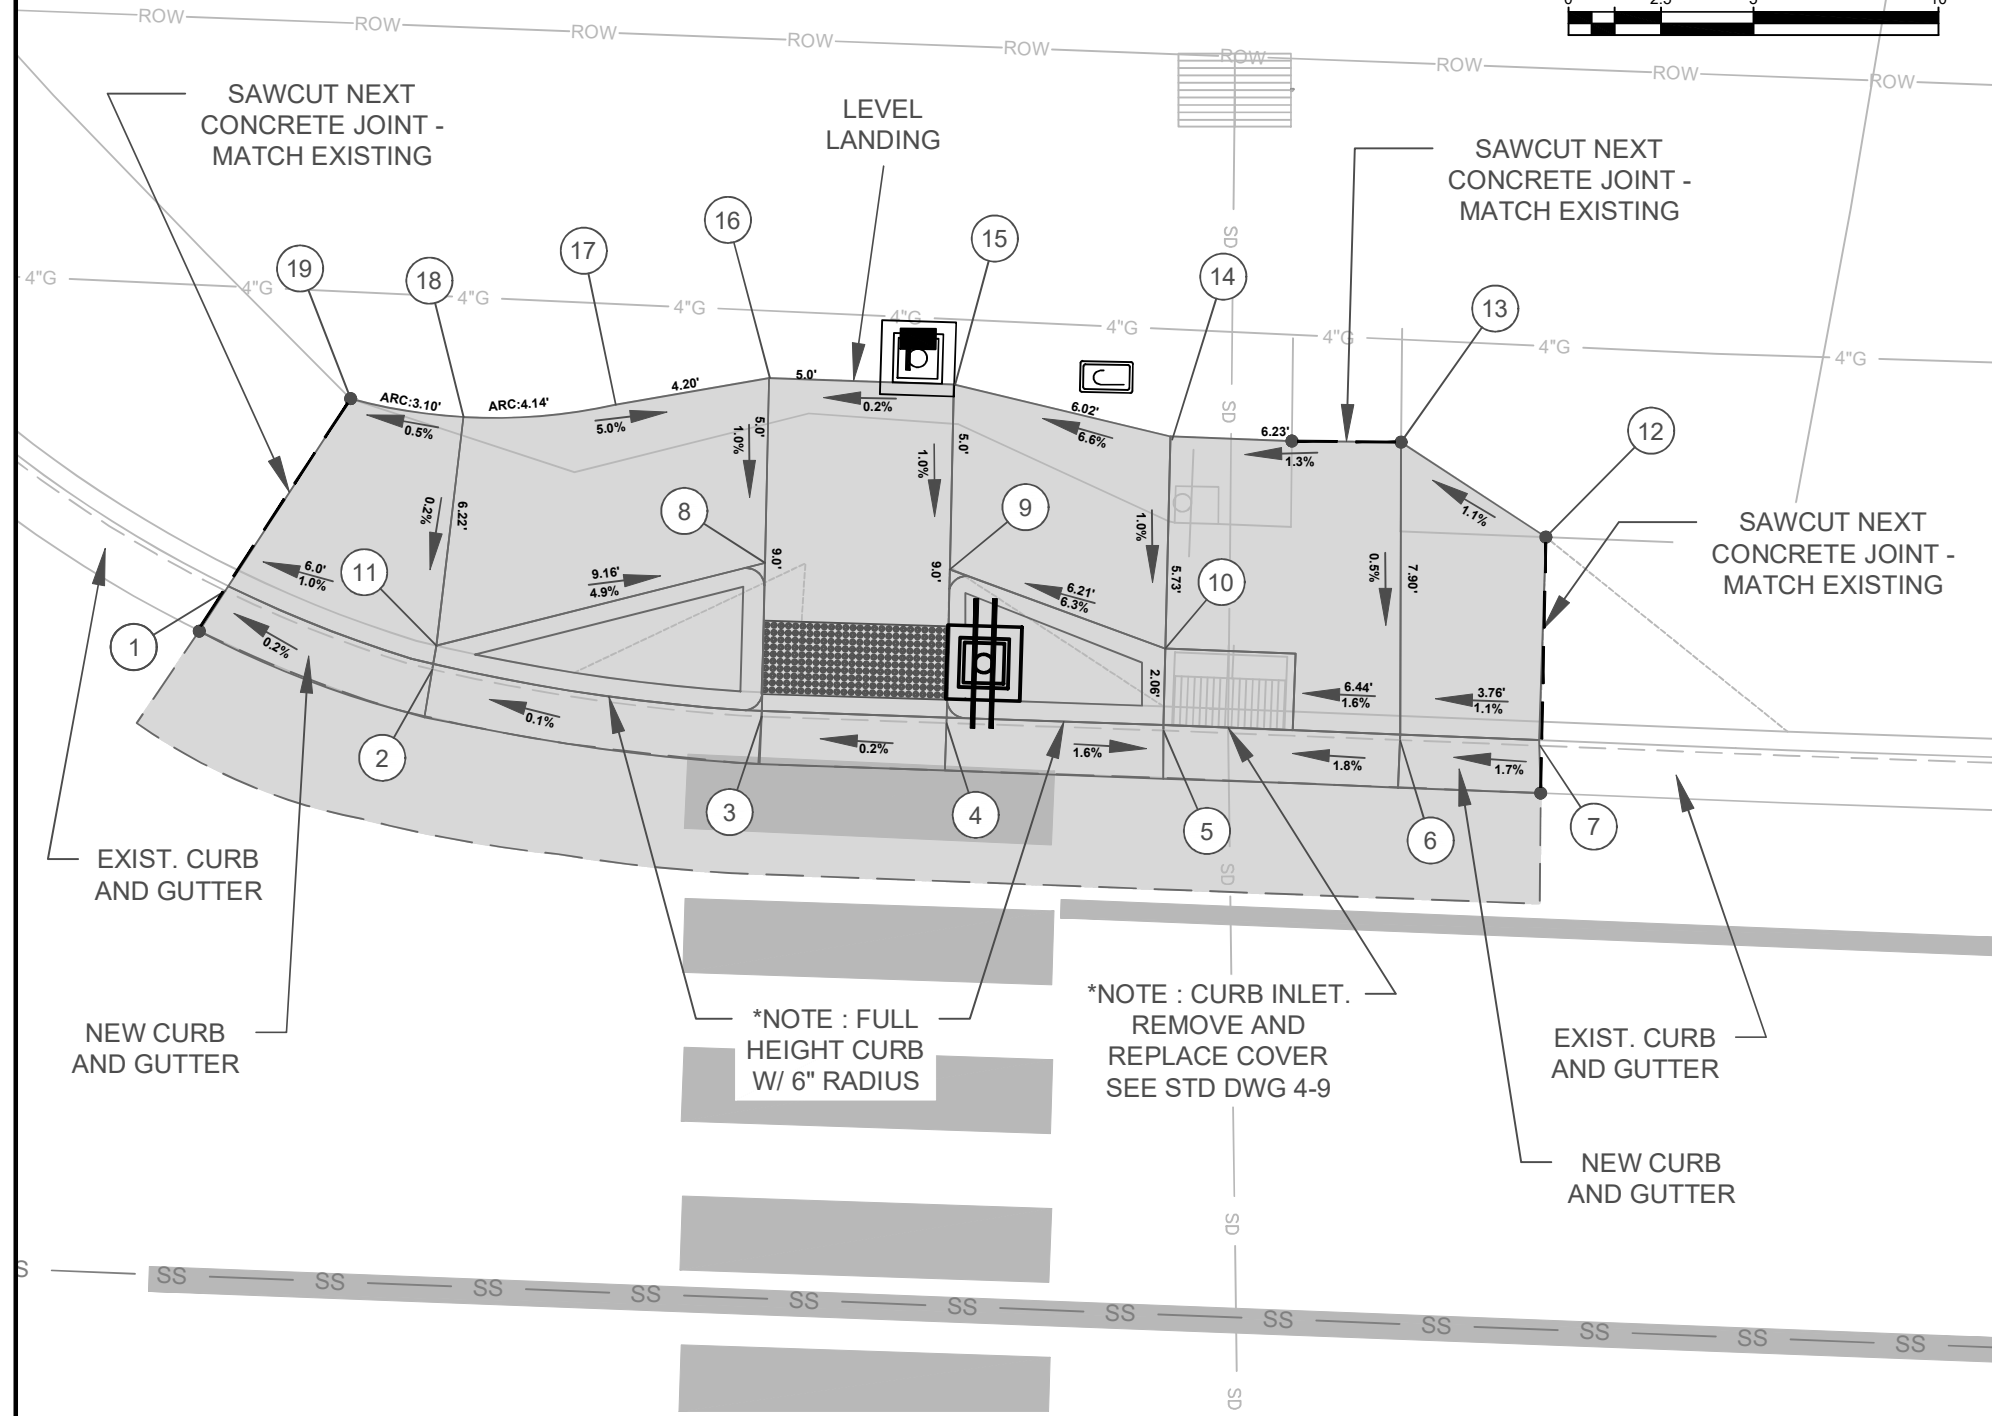 0 2.5 5 10
ROW ROW ROW ROW ROW ROW ROW ROW ROW
SAWCUT NEXT
CONCRETE JOINT -
MATCH EXISTING
LEVEL
LANDING
SAWCUT NEXT
CONCRETE JOINT -
MATCH EXISTING
SD
16
15
17
19
18
14
13
4"G 4"G 4"G 4"G 4"G 4"G 4"G 4"G 4"G
ARC:3.10'
0.5%
ARC:4.14'
4.20'
5.0%
5.0'
0.2%
6.02'
6.6%
SD
6.23'
1.3%
12
5.0'
1.0%
5.0'
1.0%
1.1%
8
9
6.22'
0.2%
1.0%
5.73'
0.5%
7.90'
SAWCUT NEXT
CONCRETE JOINT -
MATCH EXISTING
11
6.0'
1.0%
9.16'
4.9%
9.0'
9.0'
6.21'
6.3%
10
1
0.2%
2.06'
6.44'
1.6%
3.76'
1.1%
0.1%
0.2%
1.6%
1.8%
1.7%
2
3
4
5
6
7
EXIST. CURB
AND GUTTER
SD
NEW CURB
AND GUTTER
*NOTE : FULL
HEIGHT CURB
W/ 6" RADIUS
*NOTE : CURB INLET.
REMOVE AND
REPLACE COVER
SEE STD DWG 4-9
EXIST. CURB
AND GUTTER
NEW CURB
AND GUTTER
SD
S SS SS SS SS SS SS SS SS SS SS SS SS
SD